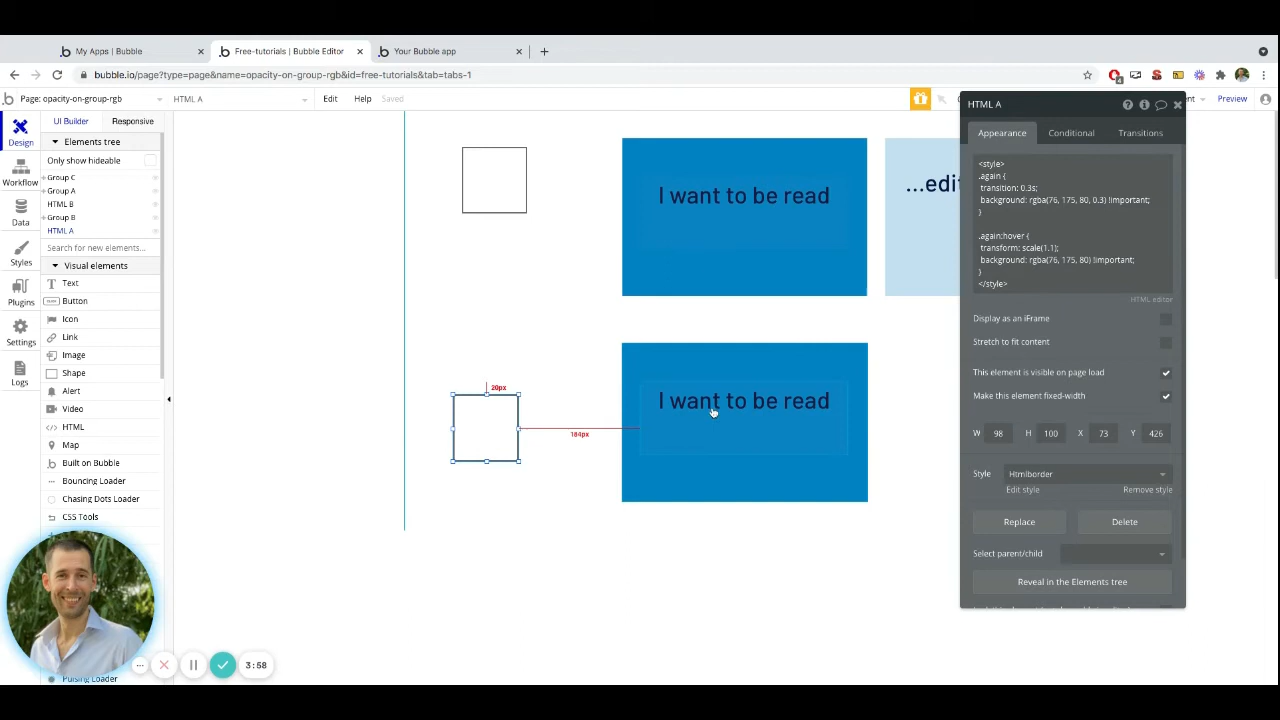 My Apps | Bubble
Free-tutorials | Bubble Editor
Your Bubble app
bubble.io/page?type=page&name=opacity-on-group-rgb&id=free-tutorials&tab=tabs-1
Page: opacity-on-group-rgb
HTML A
Edit
Help
Saved
Preview
Design
Workflow
Data
Styles
Plugins
Settings
Logs
UI Builder
Responsive
Elements tree
Only show hideable
Group C
Group A
HTML B
Group B
HTML A
Search for new elements...
Visual elements
Text
Button
Icon
Link
Image
Shape
Alert
Video
HTML
Map
Built on Bubble
Bouncing Loader
Chasing Dots Loader
CSS Tools
Pulsing Loader
I want to be read
...edi
20px
184px
I want to be read
HTML A
Appearance
Conditional
Transitions
<style>
.again {
transition: 0.3s;
background: rgba(76, 175, 80, 0.3) !important;
}
.again:hover {
transform: scale(1.1);
background: rgba(76, 175, 80) !important;
}
</style>
HTML editor
Display as an iFrame
Stretch to fit content
This element is visible on page load
Make this element fixed-width
W 98 H 100 X 73 Y 426
Style Htmlborder
Edit style
Remove style
Replace
Delete
Select parent/child
Reveal in the Elements tree
3:58